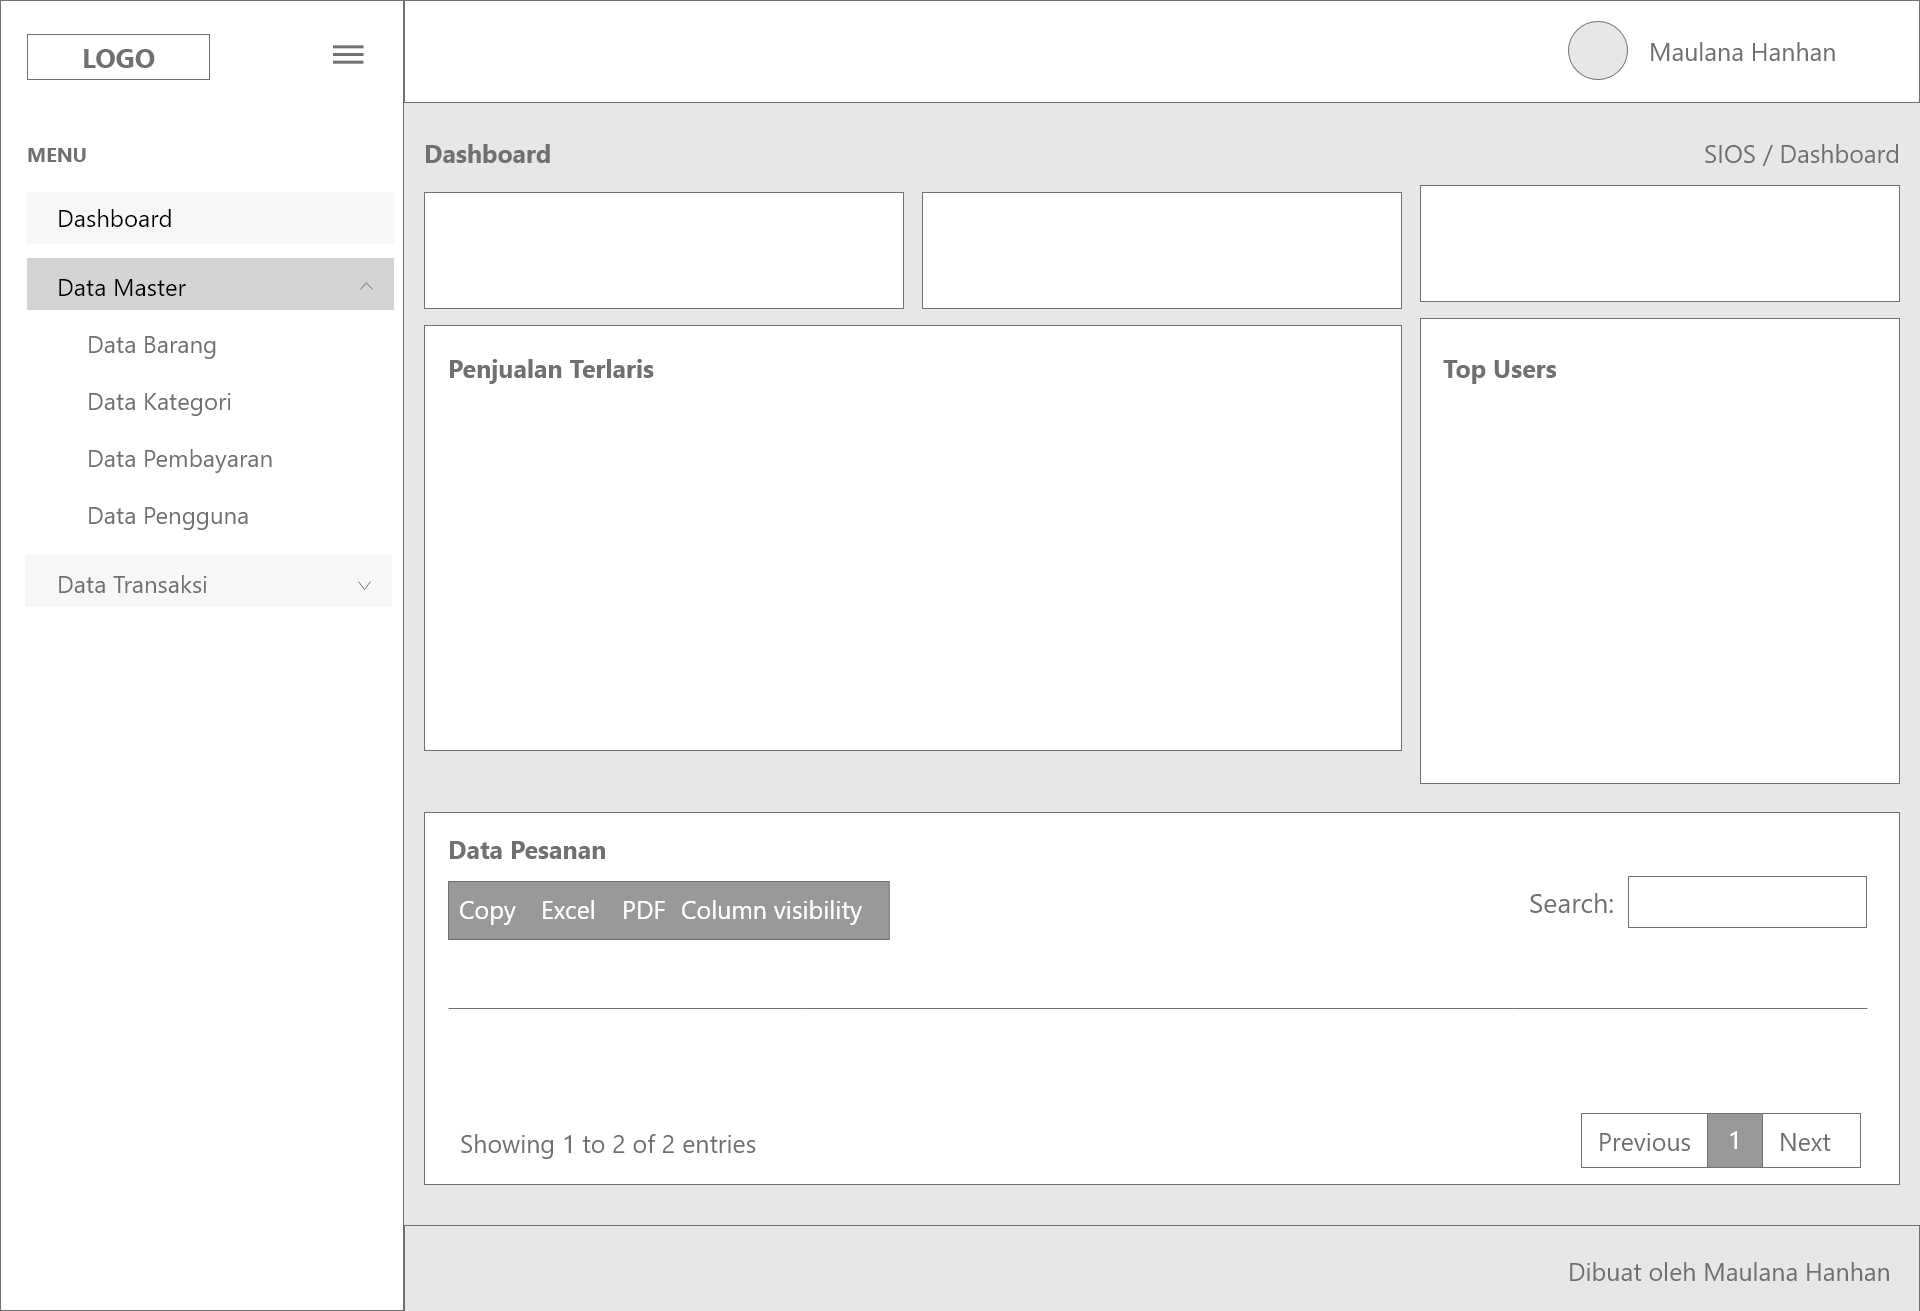 LOGO
Maulana Hanhan
MENU
Dashboard
Data Master
Data Barang
Data Kategori
Data Pembayaran
Data Pengguna
Data Transaksi
Dashboard
SIOS / Dashboard
Penjualan Terlaris
Top Users
Data Pesanan
Copy Excel PDF Column visibility
Search:
Showing 1 to 2 of 2 entries
Previous 1 Next
Dibuat oleh Maulana Hanhan